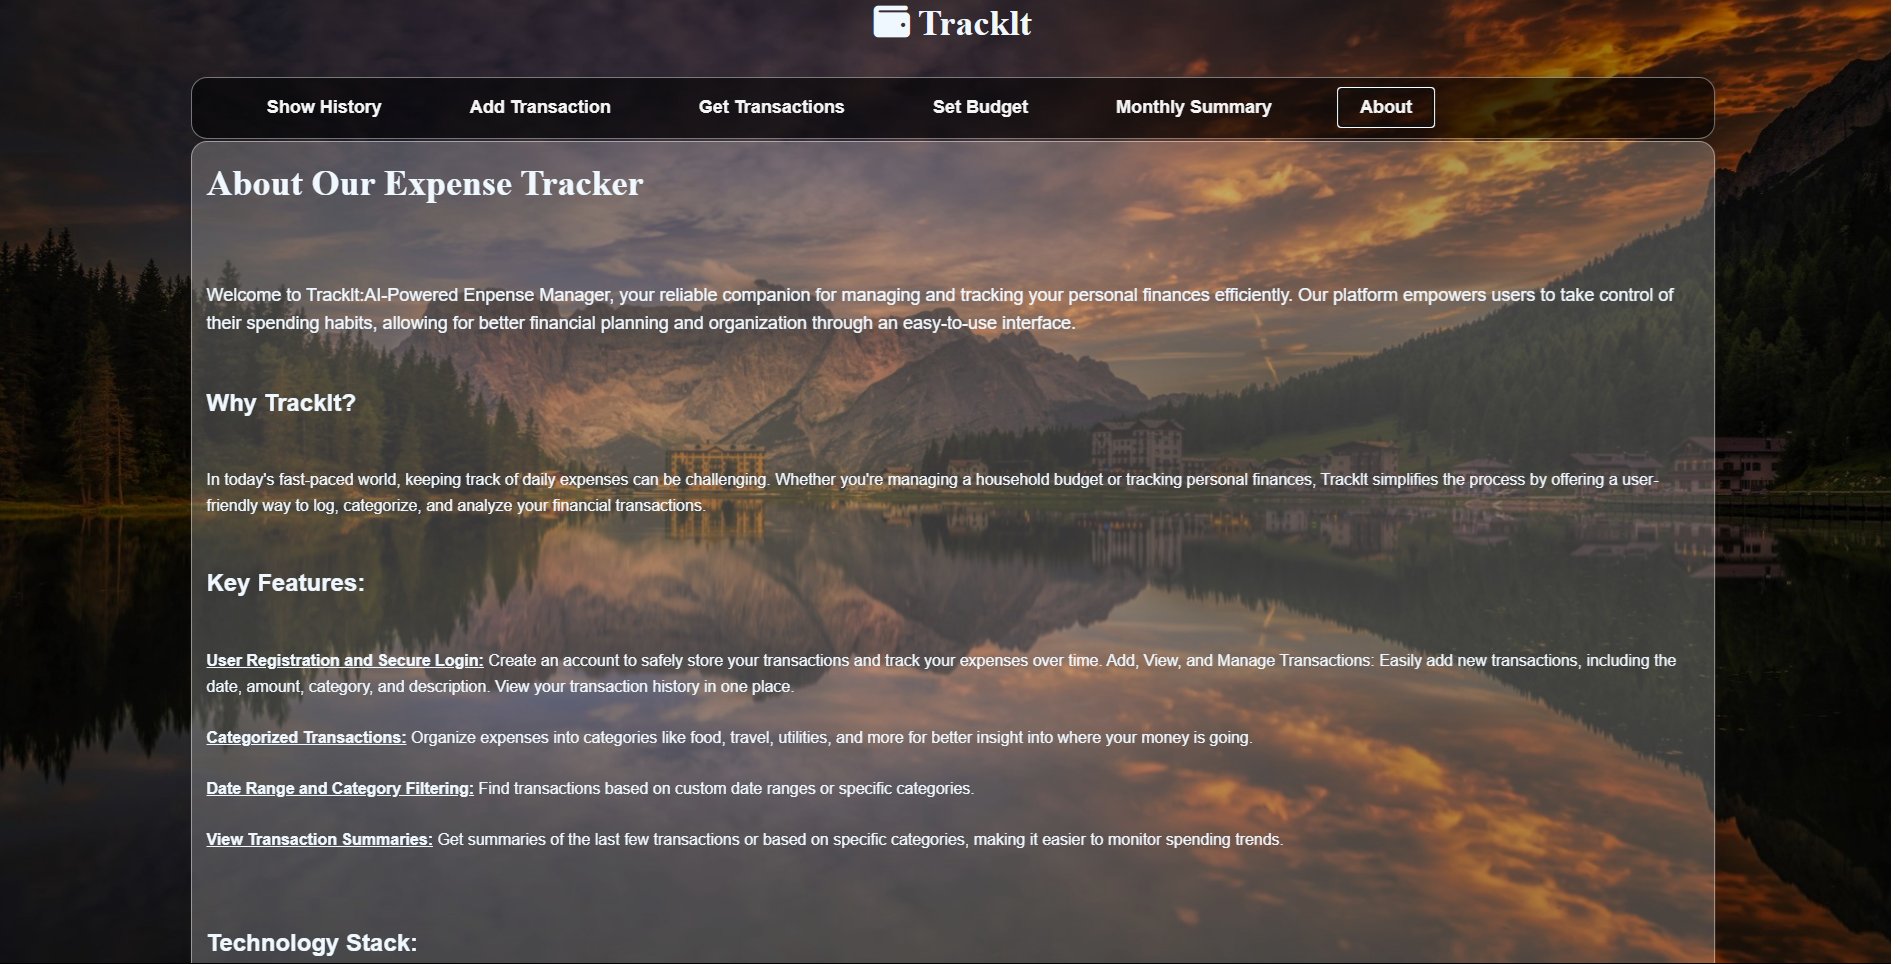 TrackIt
Show History
Add Transaction
Get Transactions
Set Budget
Monthly Summary
About
About Our Expense Tracker
Welcome to TrackIt:AI-Powered Enpense Manager, your reliable companion for managing and tracking your personal finances efficiently. Our platform empowers users to take control of
their spending habits, allowing for better financial planning and organization through an easy-to-use interface.
Why TrackIt?
In today's fast-paced world, keeping track of daily expenses can be challenging. Whether you're managing a household budget or tracking personal finances, TrackIt simplifies the process by offering a user-
friendly way to log, categorize, and analyze your financial transactions.
Key Features:
User Registration and Secure Login: Create an account to safely store your transactions and track your expenses over time. Add, View, and Manage Transactions: Easily add new transactions, including the
date, amount, category, and description. View your transaction history in one place.
Categorized Transactions: Organize expenses into categories like food, travel, utilities, and more for better insight into where your money is going.
Date Range and Category Filtering: Find transactions based on custom date ranges or specific categories.
View Transaction Summaries: Get summaries of the last few transactions or based on specific categories, making it easier to monitor spending trends.
Technology Stack: